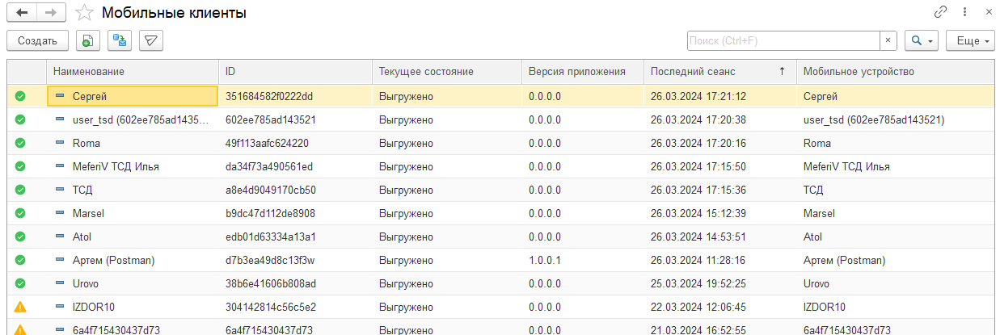 Мобильные клиенты
Создать
Поиск (Ctrl+F)
Еще
Наименование ID Текущее состояние Версия приложения Последний сеанс Мобильное устройство
Сергей 351684582f0222dd Выгружено 0.0.0.0 26.03.2024 17:21:12 Сергей
user_tsd (602ee785ad1435... 602ee785ad143521 Выгружено 0.0.0.0 26.03.2024 17:20:38 user_tsd (602ee785ad143521)
Roma 49f113aafc624220 Выгружено 0.0.0.0 26.03.2024 17:20:16 Roma
MeferiV ТСД Илья da34f73a490561ed Выгружено 0.0.0.0 26.03.2024 17:15:50 MeferiV ТСД Илья
ТСД a8e4d9049170cb50 Выгружено 0.0.0.0 26.03.2024 17:15:36 ТСД
Marsel b9dc47d112de8908 Выгружено 0.0.0.0 26.03.2024 15:12:39 Marsel
Atol edb01d63334a13a1 Выгружено 0.0.0.0 26.03.2024 14:53:51 Atol
Артем (Postman) d7b3ea49d8c13f3w Выгружено 1.0.0.1 26.03.2024 11:28:16 Артем (Postman)
Urovo 38b6e41606b808ad Выгружено 0.0.0.0 25.03.2024 19:52:25 Urovo
IZDOR10 304142814c56c5e2 Выгружено 0.0.0.0 22.03.2024 12:06:45 IZDOR10
6a4f715430437d73 6a4f715430437d73 Выгружено 0.0.0.0 21.03.2024 16:52:55 6a4f715430437d73